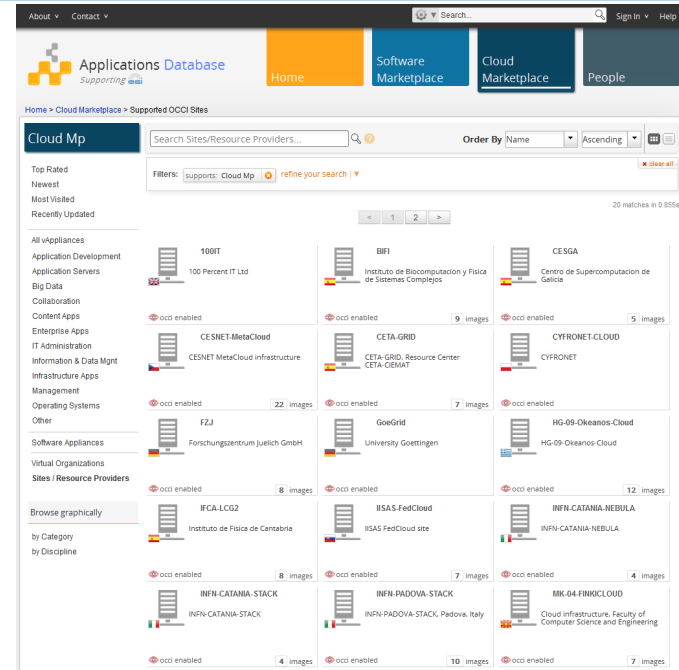 About Contact Search... Sign In Help
Applications Database
Supporting egi
Home
Software Marketplace
Cloud Marketplace
People
Home > Cloud Marketplace > Supported OCCI Sites
Cloud Mp
Search Sites/Resource Providers...
Order By Name Ascending
Top Rated
Newest
Most Visited
Recently Updated
All vAppliances
Application Development
Application Servers
Big Data
Collaboration
Content Apps
Enterprise Apps
IT Administration
Information & Data Mgnt
Infrastructure Apps
Management
Operating Systems
Other
Software Appliances
Virtual Organizations
Sites / Resource Providers
Browse graphically
by Category
by Discipline
clear all
Filters: supports: Cloud Mp refine your search |
20 matches in 0.855s
« 1 2 »
100IT
100 Percent IT Ltd
occi enabled
BIFI
Instituto de Biocomputacion y Fisica
de Sistemas Complejos
occi enabled 9 images
CESGA
Centro de Supercomputacion de
Galicia
occi enabled 5 images
CESNET-MetaCloud
CESNET MetaCloud infrastructure
occi enabled 22 images
CETA-GRID
CETA-GRID. Resource Center
CETA-CIEMAT
occi enabled 7 images
CYFRONET-CLOUD
CYFRONET
occi enabled
FZJ
Forschungszentrum Juelich GmbH
occi enabled 8 images
GoeGrid
University Goettingen
occi enabled
HG-09-Okeanos-Cloud
HG-09-Okeanos-Cloud
occi enabled 12 images
IFCA-LCG2
Instituto de Fisica de Cantabria
occi enabled 8 images
IISAS-FedCloud
IISAS FedCloud site
occi enabled 7 images
INFN-CATANIA-NEBULA
INFN-CATANIA-NEBULA
occi enabled 4 images
INFN-CATANIA-STACK
INFN-CATANIA-STACK
occi enabled 4 images
INFN-PADOVA-STACK
INFN-PADOVA-STACK, Padova, Italy
occi enabled 10 images
MK-04-FINKICLOUD
Cloud infrastructure, Faculty of
Computer Science and Engineering
occi enabled 7 images